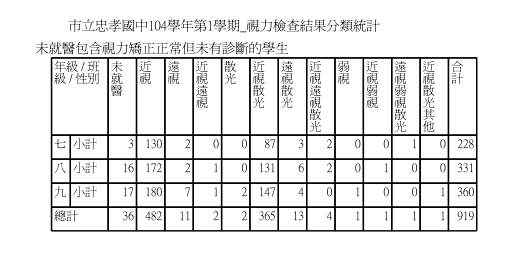 市立忠孝國中104學年第1學期_視力檢查結果分類統計
未就醫包含視力矯正正常但未有診斷的學生
年級 / 班級 / 性別 未就醫 近視 遠視 近視遠視 散光 近視散光 遠視散光 近視遠視散光 弱視 近視弱視 遠視弱視散光 近視散光其他 合計
七 小計 3 130 2 0 0 87 3 2 0 0 1 0 228
八 小計 16 172 2 1 0 131 6 2 0 1 0 0 331
九 小計 17 180 7 1 2 147 4 0 1 0 0 1 360
總計 36 482 11 2 2 365 13 4 1 1 1 1 919